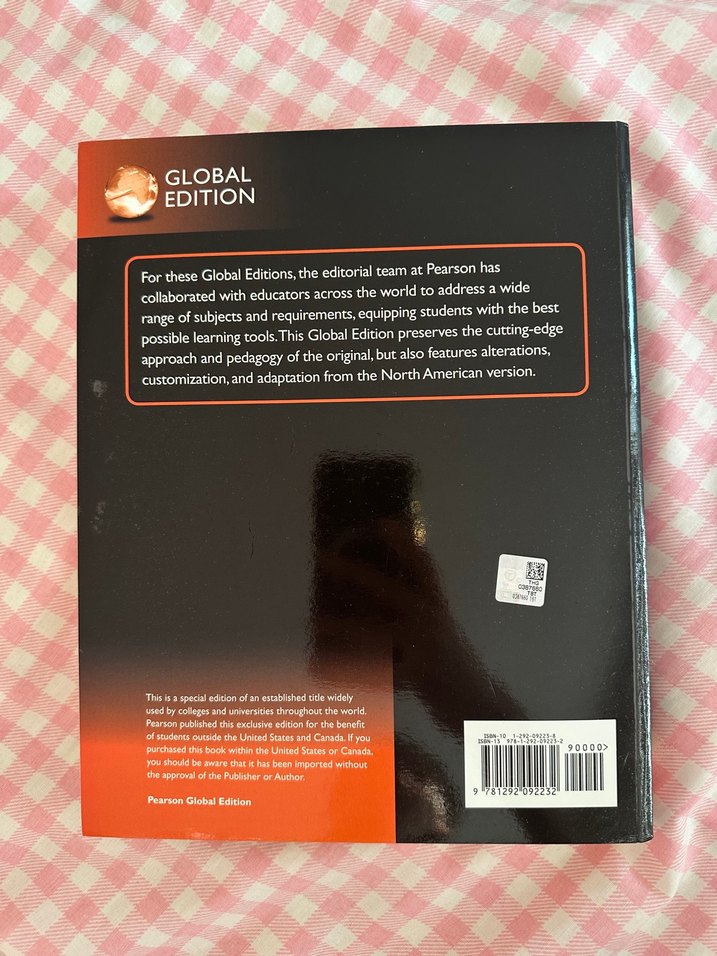 GLOBAL
EDITION
For these Global Editions, the editorial team at Pearson has
collaborated with educators across the world to address a wide
range of subjects and requirements, equipping students with the best
possible learning tools. This Global Edition preserves the cutting-edge
approach and pedagogy of the original, but also features alterations,
customization, and adaptation from the North American version.
THG
0387660
TBT
0387660 TBT
This is a special edition of an established title widely
used by colleges and universities throughout the world.
Pearson published this exclusive edition for the benefit
of students outside the United States and Canada. If you
purchased this book within the United States or Canada,
you should be aware that it has been imported without
the approval of the Publisher or Author.
Pearson Global Edition
ISBN-10 1-292-09223-8
ISBN-13 978-1-292-09223-2
90000>
9 781292 092232